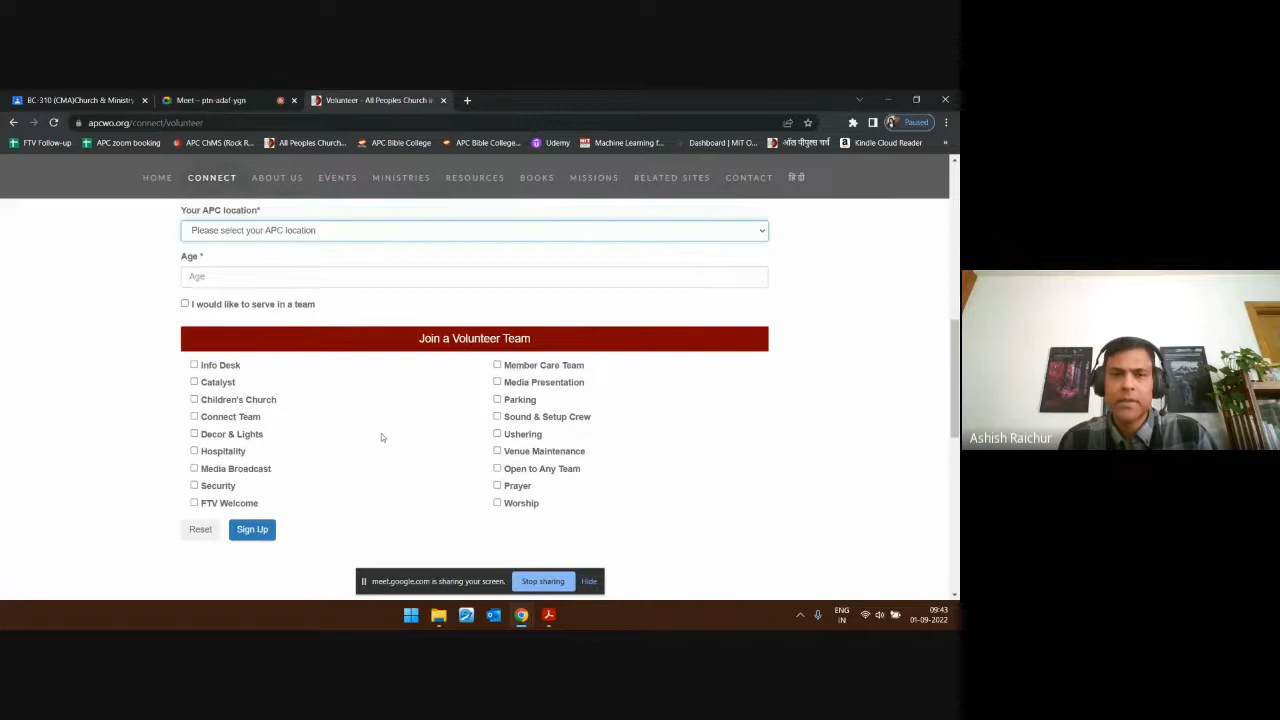 BC-310 (CMA)Church & Ministry
Meet – ptn-adaf-ygn
Volunteer - All Peoples Church in
apcwo.org/connect/volunteer
Paused
FTV Follow-up
APC zoom booking
APC ChMS (Rock R...
All Peoples Church...
APC Bible College
APC Bible College...
Udemy
Machine Learning f...
Dashboard | MIT O...
ऑल पीपुल्स चर्च
Kindle Cloud Reader
»
HOME
CONNECT
ABOUT US
EVENTS
MINISTRIES
RESOURCES
BOOKS
MISSIONS
RELATED SITES
CONTACT
हिंदी
Your APC location*
Please select your APC location
Age *
Age
I would like to serve in a team
Join a Volunteer Team
Info Desk
Catalyst
Children's Church
Connect Team
Decor & Lights
Hospitality
Media Broadcast
Security
FTV Welcome
Member Care Team
Media Presentation
Parking
Sound & Setup Crew
Ushering
Venue Maintenance
Open to Any Team
Prayer
Worship
Reset
Sign Up
meet.google.com is sharing your screen.
Stop sharing
Hide
ENG
IN
09:43
01-09-2022
Ashish Raichur